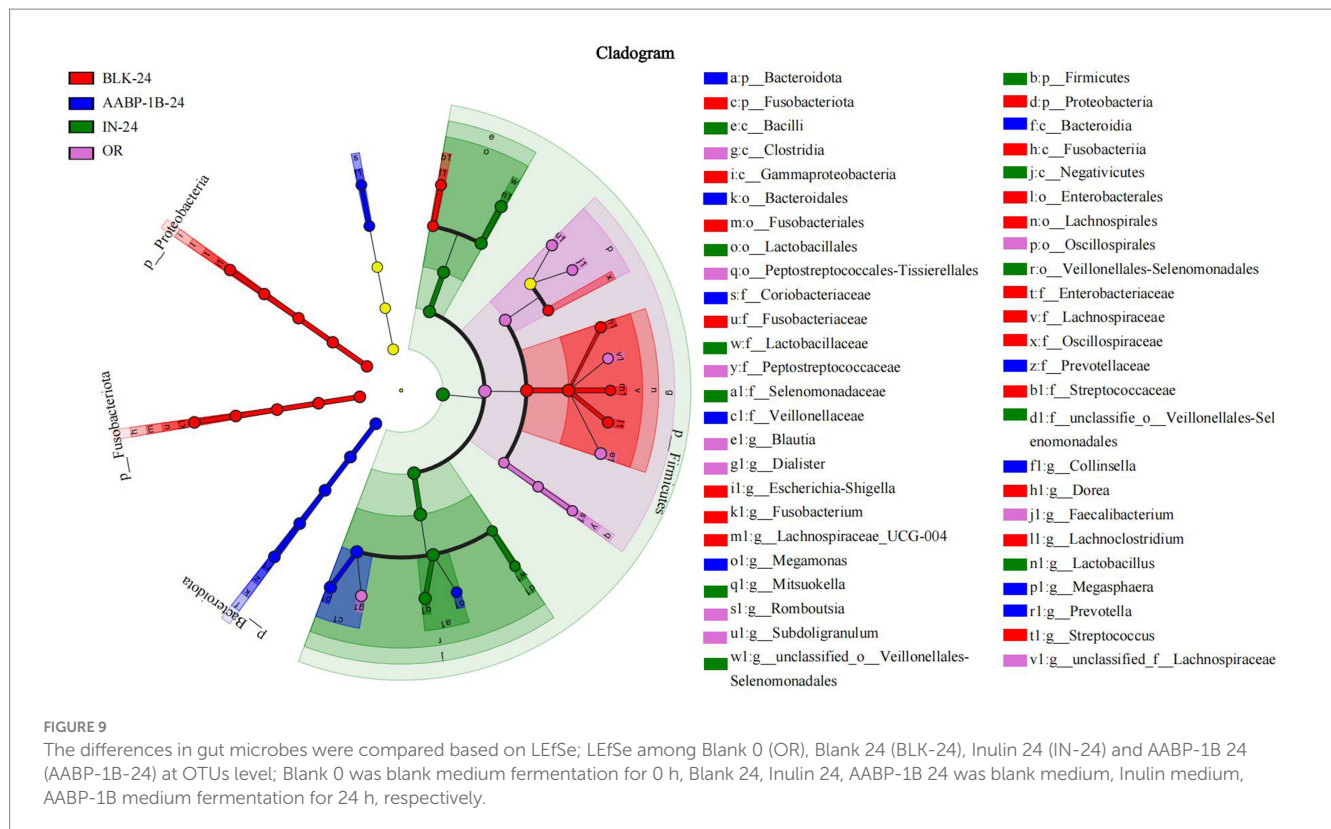 Cladogram
BLK-24
AABP-1B-24
IN-24
OR
p__Proteobacteria
p__Fusobacteriota
p__Bacteroidota
p__Firmicutes
a:p__Bacteroidota
c:p__Fusobacteriota
e:c__Bacilli
g:c__Clostridia
i:c__Gammaproteobacteria
k:o__Bacteroidales
m:o__Fusobacteriales
o:o__Lactobacillales
q:o__Peptostreptococcales-Tissierellales
s:f__Coriobacteriaceae
u:f__Fusobacteriaceae
w:f__Lactobacillaceae
y:f__Peptostreptococcaceae
a1:f__Selenomonadaceae
c1:f__Veillonellaceae
e1:g__Blautia
g1:g__Dialister
i1:g__Escherichia-Shigella
k1:g__Fusobacterium
m1:g__Lachnospiraceae_UCG-004
o1:g__Megamonas
q1:g__Mitsuokella
s1:g__Romboutsia
u1:g__Subdoligranulum
w1:g__unclassified_o__Veillonellales-
Selenomonadales
b:p__Firmicutes
d:p__Proteobacteria
f:c__Bacteroidia
h:c__Fusobacteriia
j:c__Negativicutes
l:o__Enterobacterales
n:o__Lachnospirales
p:o__Oscillospirales
r:o__Veillonellales-Selenomonadales
t:f__Enterobacteriaceae
v:f__Lachnospiraceae
x:f__Oscillospiraceae
z:f__Prevotellaceae
b1:f__Streptococcaceae
d1:f__unclassifie_o__Veillonellales-Sel
enomonadales
f1:g__Collinsella
h1:g__Dorea
j1:g__Faecalibacterium
l1:g__Lachnoclostridium
n1:g__Lactobacillus
p1:g__Megasphaera
r1:g__Prevotella
t1:g__Streptococcus
v1:g__unclassified_f__Lachnospiraceae
FIGURE 9
The differences in gut microbes were compared based on LEfSe; LEfSe among Blank 0 (OR), Blank 24 (BLK-24), Inulin 24 (IN-24) and AABP-1B 24
(AABP-1B-24) at OTUs level; Blank 0 was blank medium fermentation for 0 h, Blank 24, Inulin 24, AABP-1B 24 was blank medium, Inulin medium,
AABP-1B medium fermentation for 24 h, respectively.